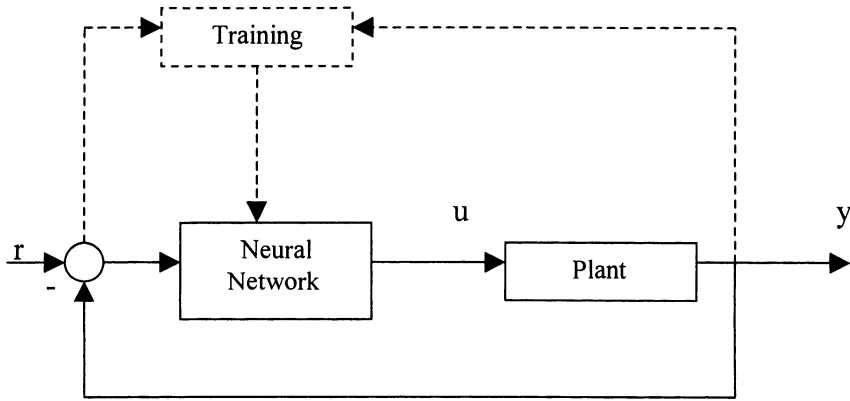 Training
u
y
r
-
Neural
Network
Plant